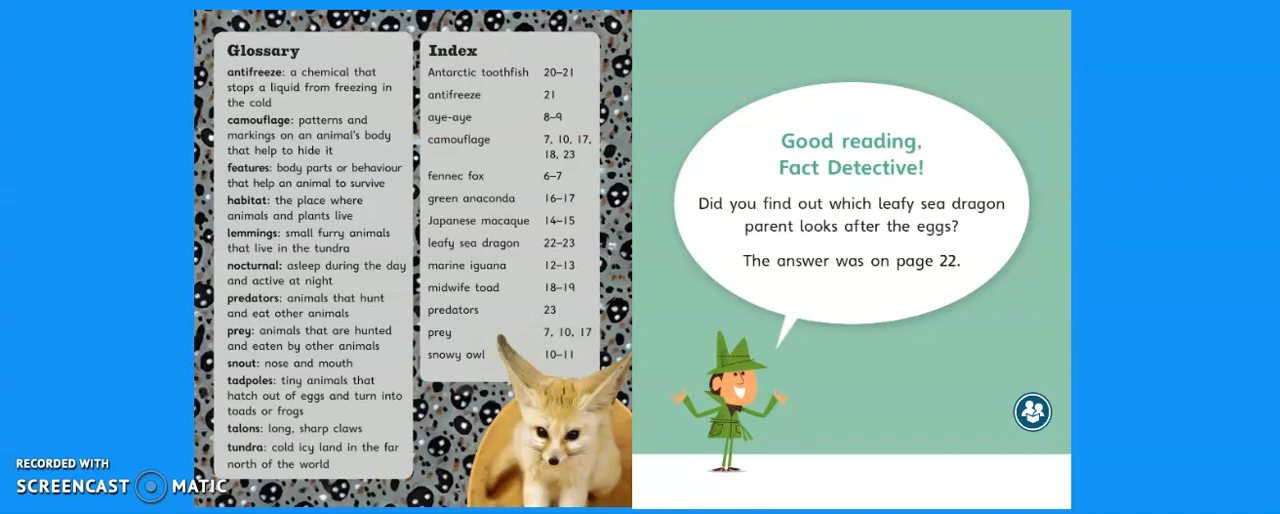 Glossary
antifreeze: a chemical that
stops a liquid from freezing in
the cold
camouflage: patterns and
markings on an animal's body
that help to hide it
features: body parts or behaviour
that help an animal to survive
habitat: the place where
animals and plants live
lemmings: small furry animals
that live in the tundra
nocturnal: asleep during the day
and active at night
predators: animals that hunt
and eat other animals
prey: animals that are hunted
and eaten by other animals
snout: nose and mouth
tadpoles: tiny animals that
hatch out of eggs and turn into
toads or frogs
talons: long, sharp claws
tundra: cold icy land in the far
north of the world
Index
Antarctic toothfish 20–21
antifreeze 21
aye-aye 8–9
camouflage 7, 10, 17,
18, 23
fennec fox 6–7
green anaconda 16–17
Japanese macaque 14–15
leafy sea dragon 22–23
marine iguana 12–13
midwife toad 18–19
predators 23
prey 7, 10, 17
snowy owl 10–11
Good reading,
Fact Detective!
Did you find out which leafy sea dragon
parent looks after the eggs?
The answer was on page 22.
RECORDED WITH
SCREENCAST MATIC